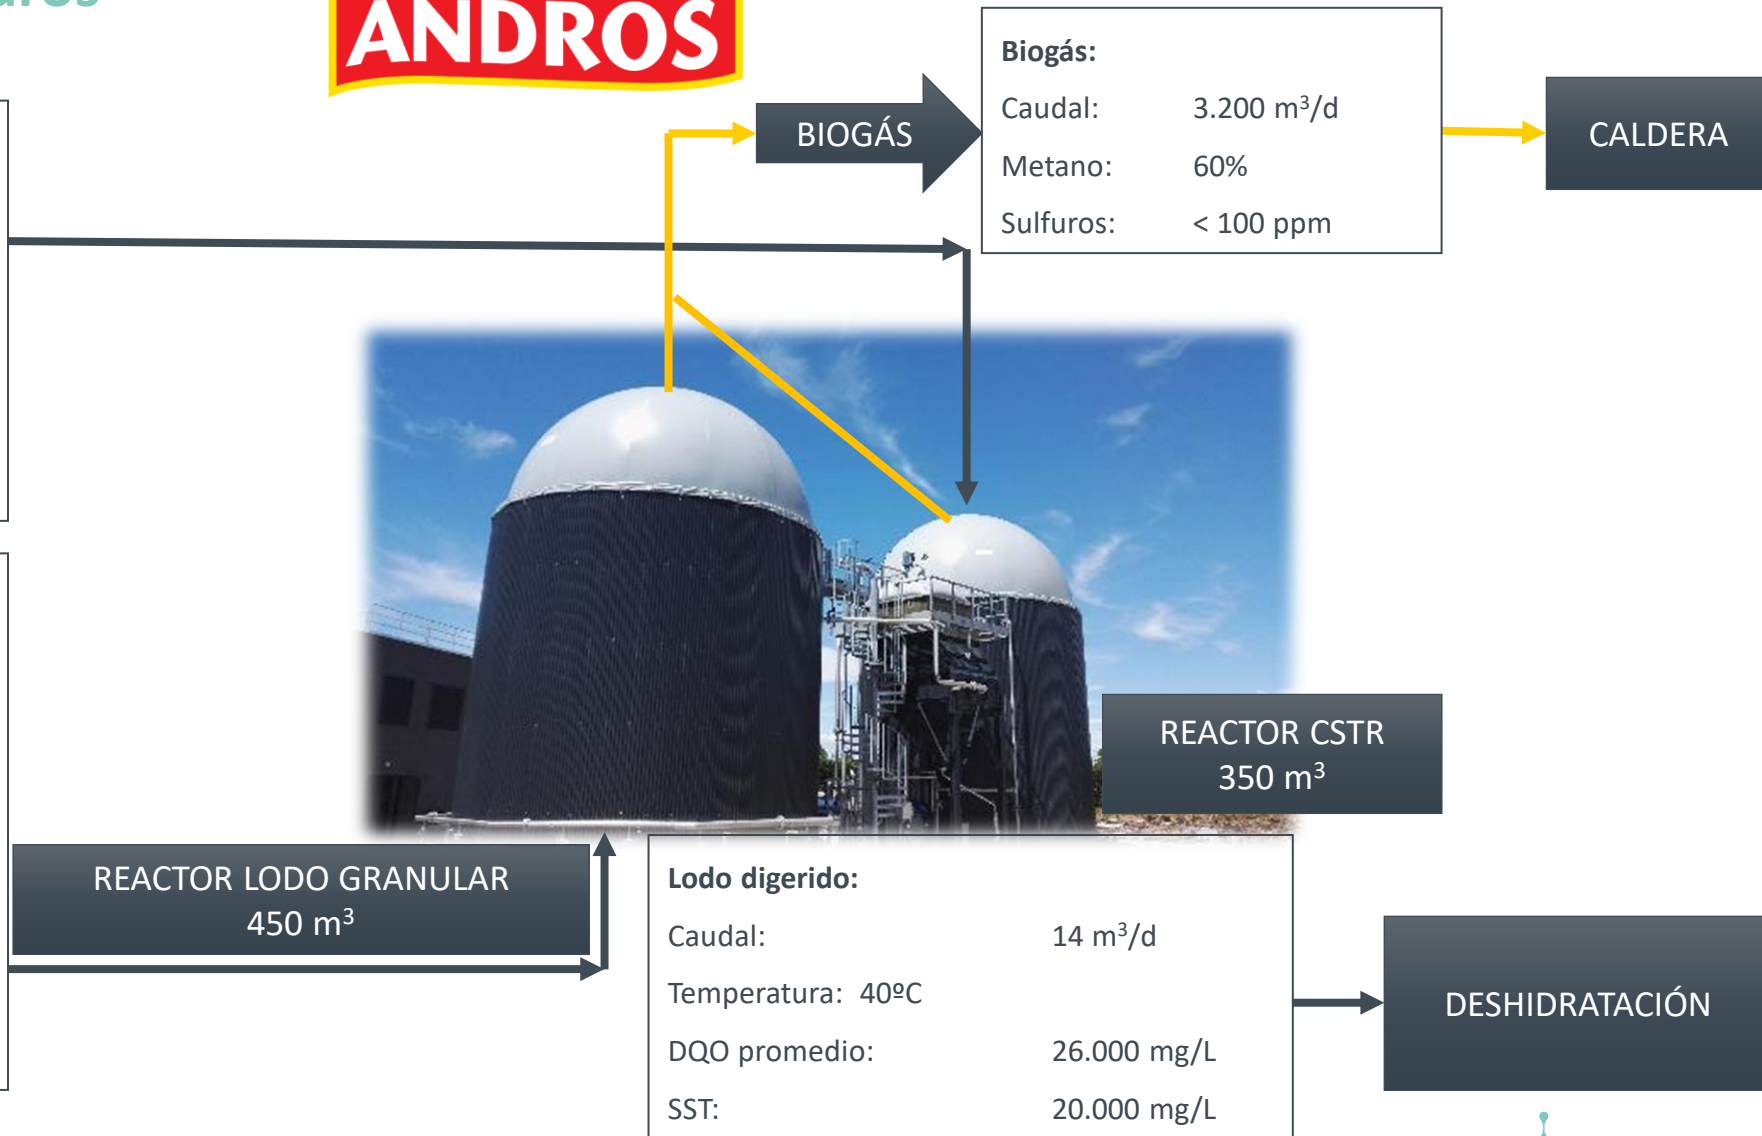 ANDROS
BIOGÁS
Biogás:
Caudal: 3.200 m³/d
Metano: 60%
Sulfuros: < 100 ppm
CALDERA
REACTOR CSTR
350 m³
REACTOR LODO GRANULAR
450 m³
Lodo digerido:
Caudal: 14 m³/d
Temperatura: 40ºC
DQO promedio: 26.000 mg/L
SST: 20.000 mg/L
DESHIDRATACIÓN